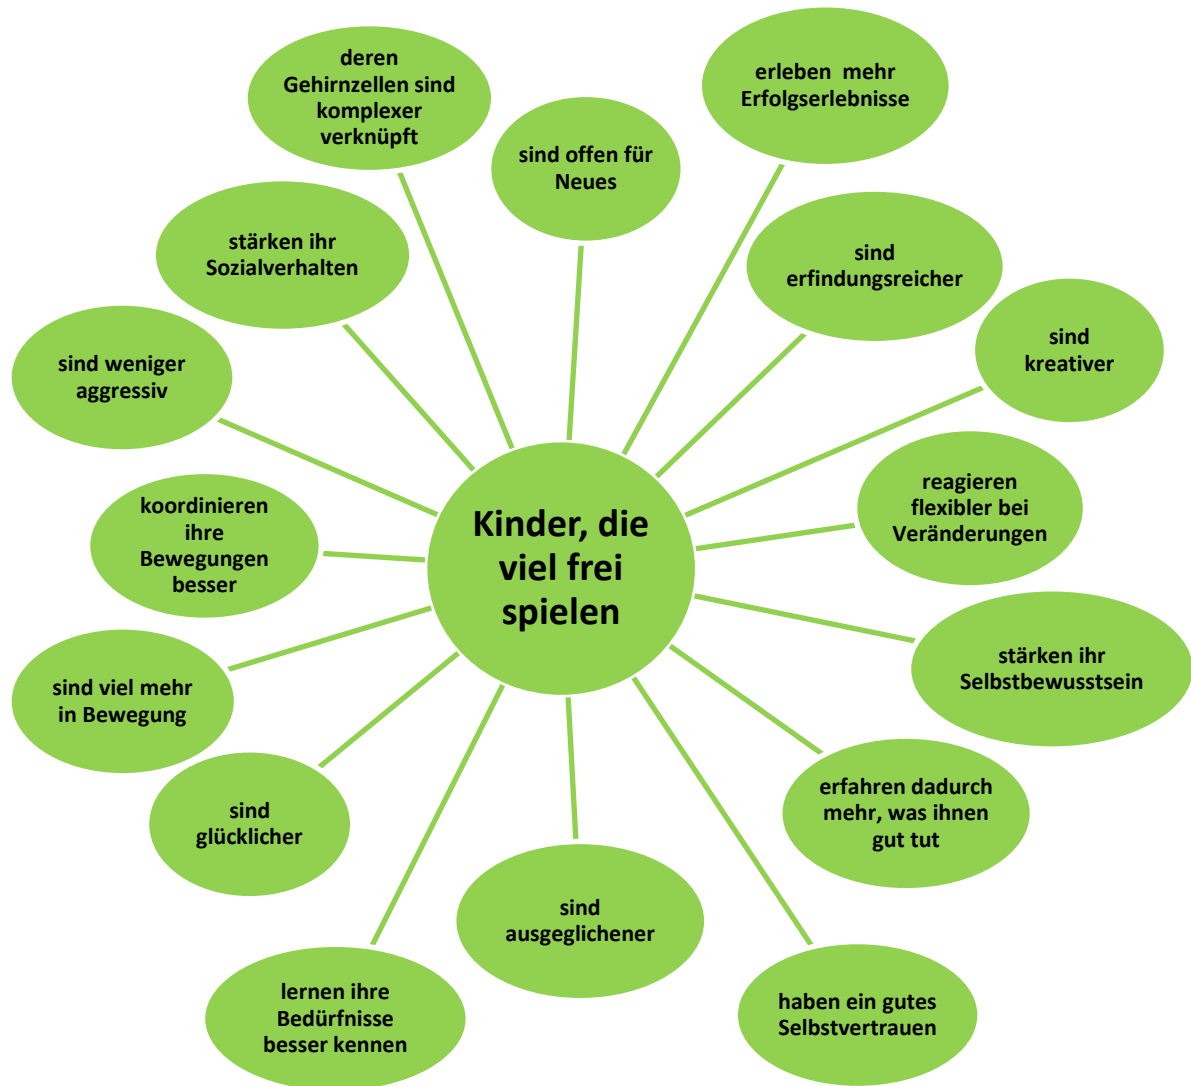 deren
Gehirnzellen sind
komplexer
verknüpft
sind offen für
Neues
erleben mehr
Erfolgserlebnisse
sind
erfindungsreicher
sind
kreativer
reagieren
flexibler bei
Veränderungen
stärken ihr
Selbstbewusstsein
erfahren dadurch
mehr, was ihnen
gut tut
haben ein gutes
Selbstvertrauen
sind
ausgeglichener
lernen ihre
Bedürfnisse
besser kennen
sind
glücklicher
sind viel mehr
in Bewegung
koordinieren
ihre
Bewegungen
besser
sind weniger
aggressiv
stärken ihr
Sozialverhalten
Kinder, die
viel frei
spielen